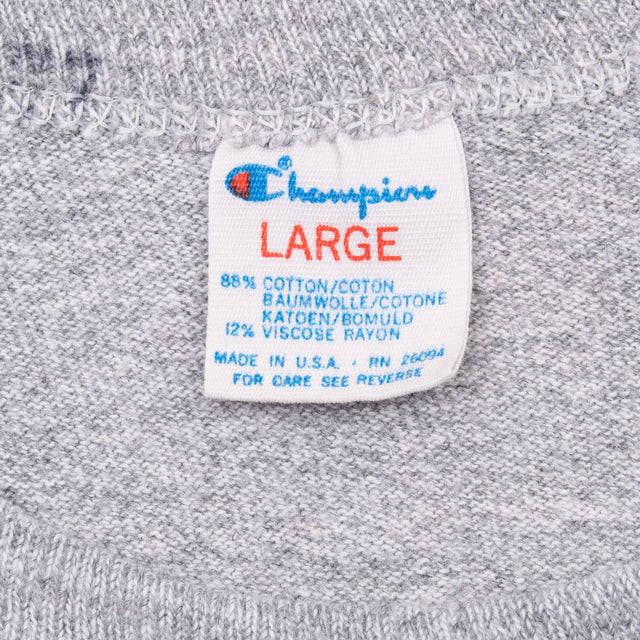 Champion®
LARGE
88% COTTON/COTON
BAUMWOLLE/COTONE
KATOEN/BOMULD
12% VISCOSE RAYON
MADE IN U.S.A. · RN 26094
FOR CARE SEE REVERSE